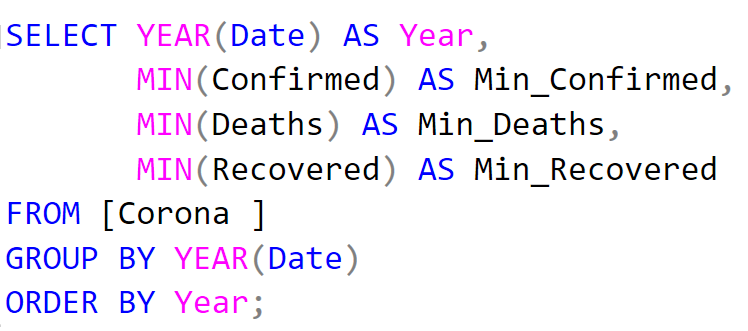 SELECT YEAR(Date) AS Year,
MIN(Confirmed) AS Min_Confirmed,
MIN(Deaths) AS Min_Deaths,
MIN(Recovered) AS Min_Recovered
FROM [Corona ]
GROUP BY YEAR(Date)
ORDER BY Year;